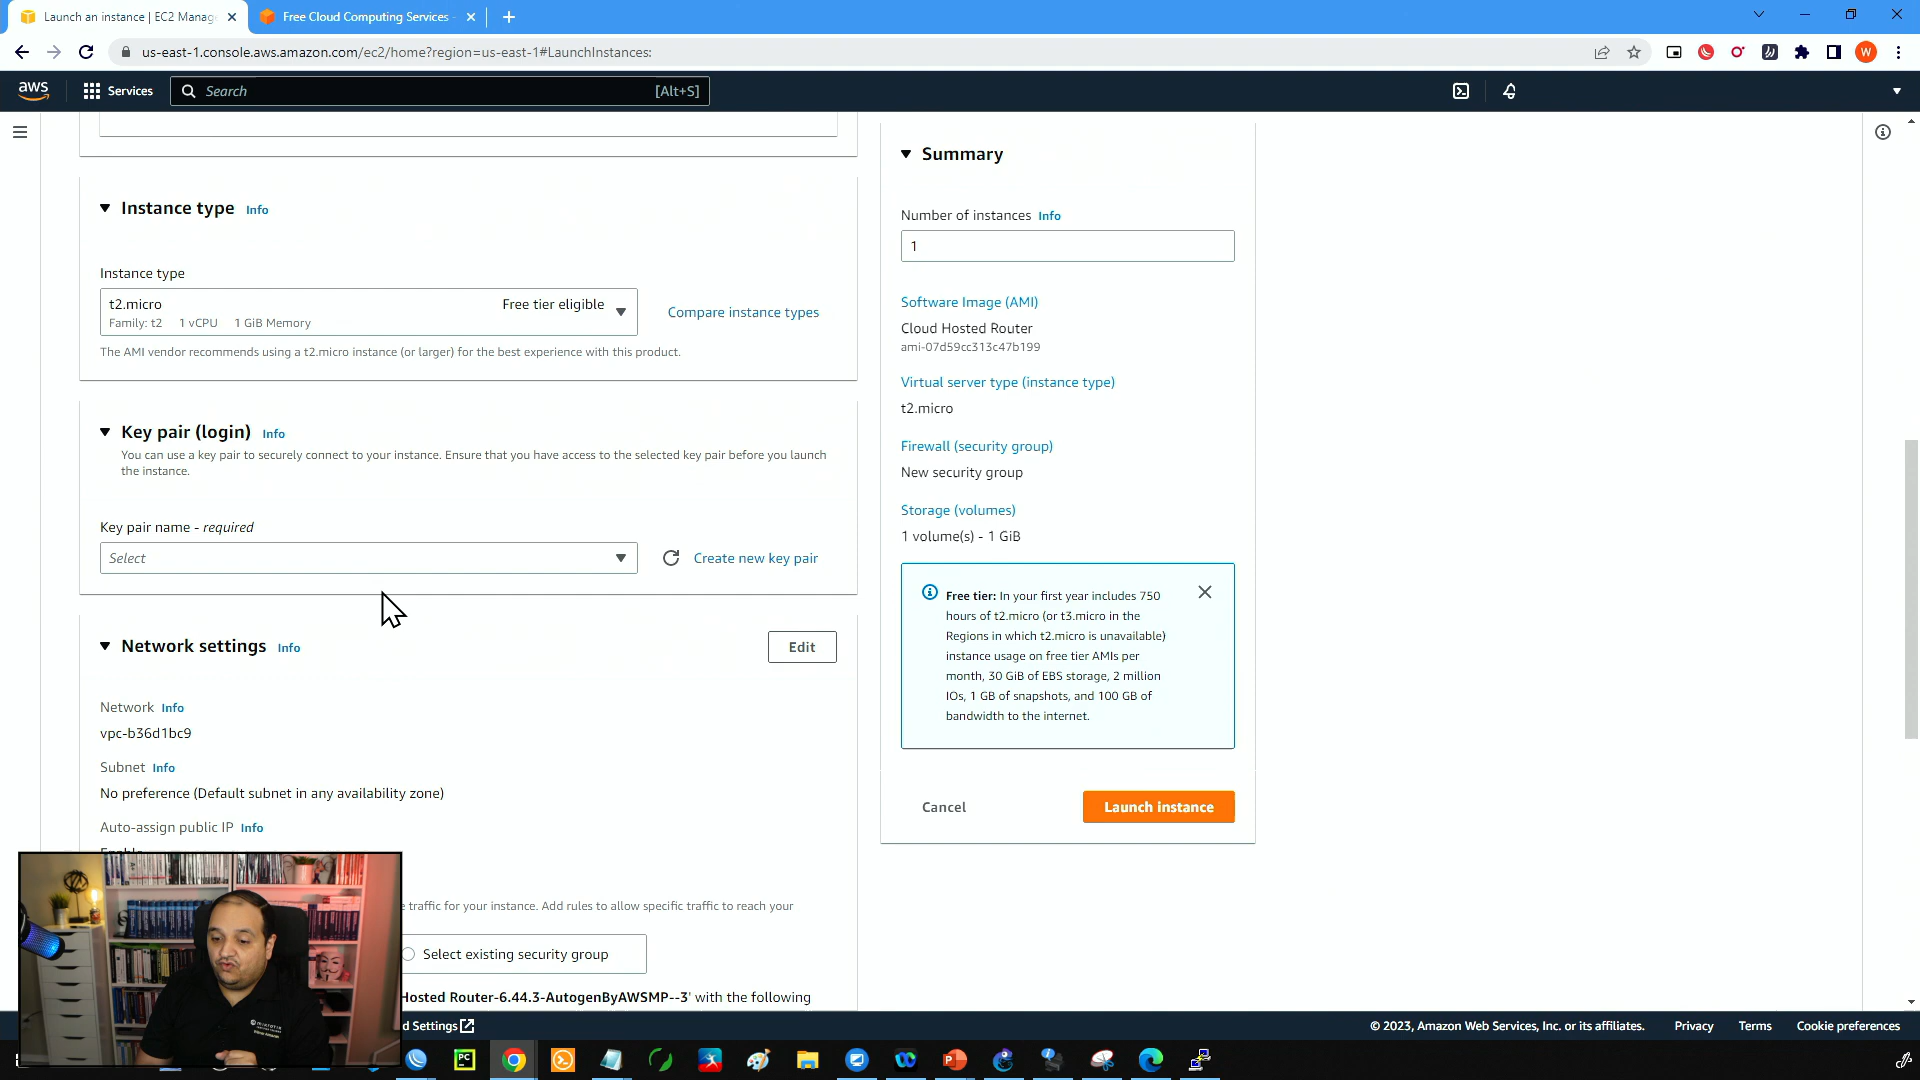 Launch an instance | EC2 Manag
Free Cloud Computing Services -
us-east-1.console.aws.amazon.com/ec2/home?region=us-east-1#LaunchInstances:
W
aws
Services
Search
[Alt+S]
Instance type Info
Instance type
t2.micro
Free tier eligible
Family: t2 1 vCPU 1 GiB Memory
Compare instance types
The AMI vendor recommends using a t2.micro instance (or larger) for the best experience with this product.
Key pair (login) Info
You can use a key pair to securely connect to your instance. Ensure that you have access to the selected key pair before you launch
the instance.
Key pair name - required
Select
Create new key pair
Network settings Info
Edit
Network Info
vpc-b36d1bc9
Subnet Info
No preference (Default subnet in any availability zone)
Auto-assign public IP Info
Enable
traffic for your instance. Add rules to allow specific traffic to reach your
Select existing security group
Hosted Router-6.44.3-AutogenByAWSMP--3' with the following
Summary
Number of instances Info
1
Software Image (AMI)
Cloud Hosted Router
ami-07d59cc313c47b199
Virtual server type (instance type)
t2.micro
Firewall (security group)
New security group
Storage (volumes)
1 volume(s) - 1 GiB
Free tier: In your first year includes 750
hours of t2.micro (or t3.micro in the
Regions in which t2.micro is unavailable)
instance usage on free tier AMIs per
month, 30 GiB of EBS storage, 2 million
IOs, 1 GB of snapshots, and 100 GB of
bandwidth to the internet.
Cancel
Launch instance
d Settings
© 2023, Amazon Web Services, Inc. or its affiliates.
Privacy
Terms
Cookie preferences
PC